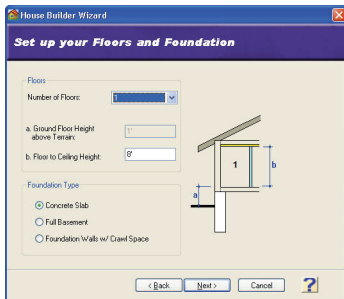 House Builder Wizard
Set up your Floors and Foundation
Floors
Number of Floors:
1
a. Ground Floor Height
above Terrain:
1'
b. Floor to Ceiling Height:
8'
1
b
a
Foundation Type
Concrete Slab
Full Basement
Foundation Walls w/ Crawl Space
< Back
Next >
Cancel
?